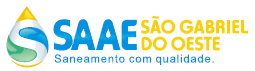 SAAE SÃO GABRIEL
DO OESTE
Saneamento com qualidade.